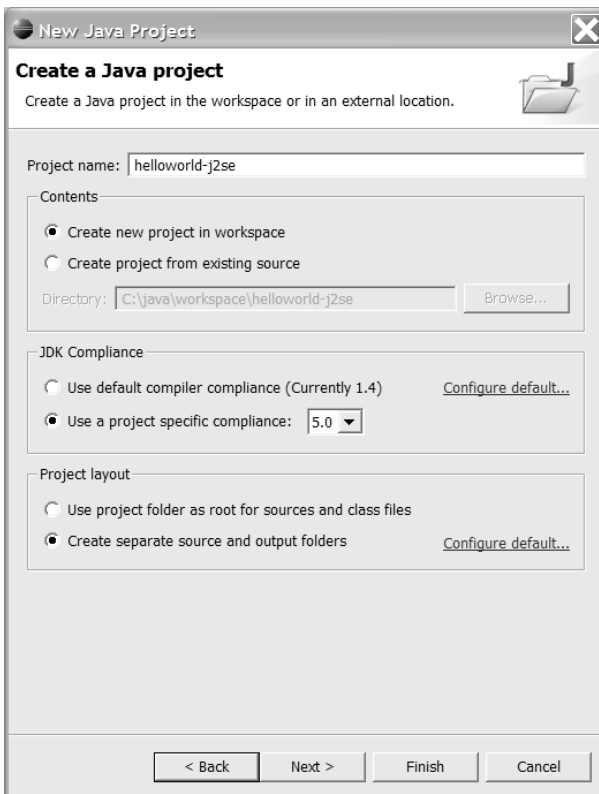 New Java Project
Create a Java project
Create a Java project in the workspace or in an external location.
J
Project name: helloworld-j2se
Contents
Create new project in workspace
Create project from existing source
Directory: C:\java\workspace\helloworld-j2se Browse...
JDK Compliance
Use default compiler compliance (Currently 1.4) Configure default...
Use a project specific compliance: 5.0
Project layout
Use project folder as root for sources and class files
Create separate source and output folders Configure default...
< Back Next > Finish Cancel